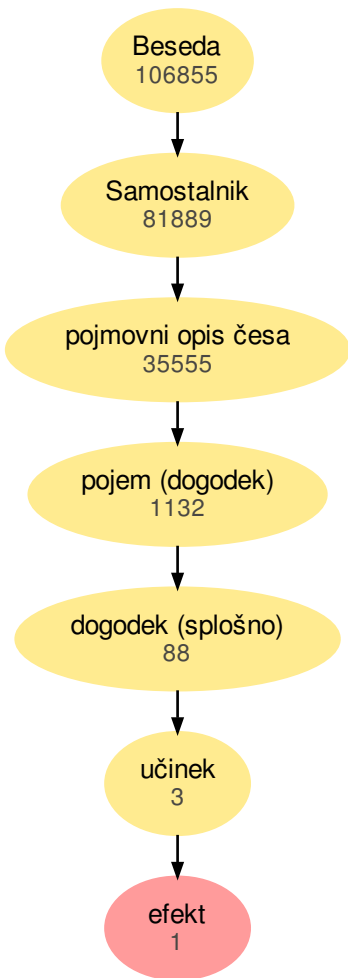 Beseda
106855
Samostalnik
81889
pojmovni opis česa
35555
pojem (dogodek)
1132
dogodek (splošno)
88
učinek
3
efekt
1